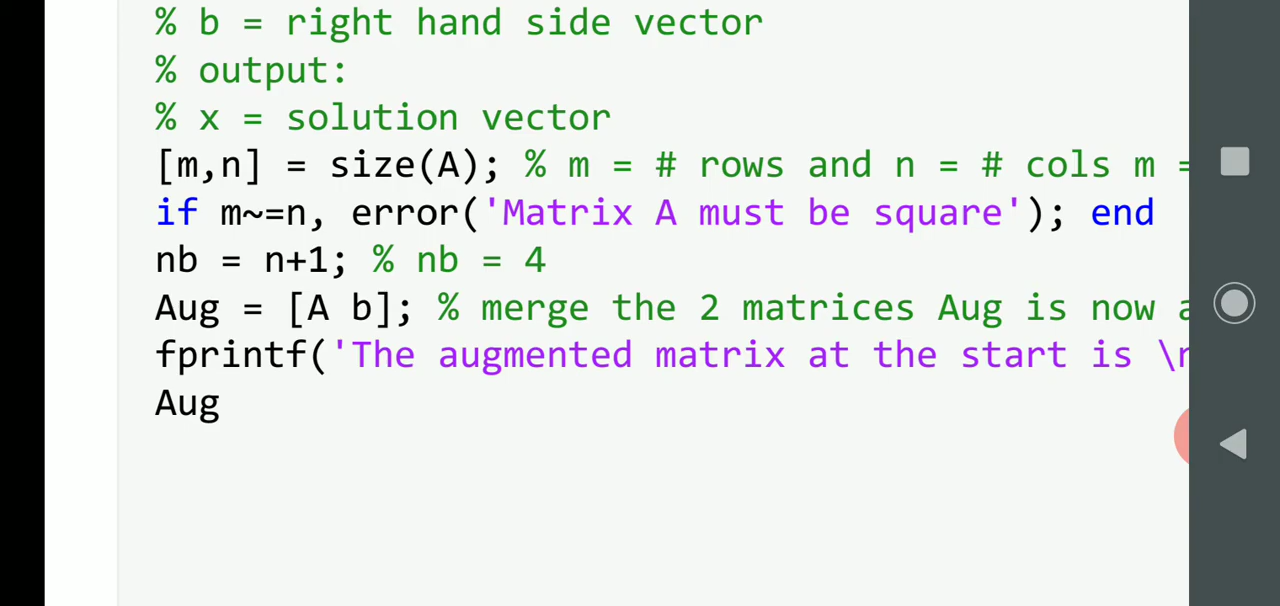 % b = right hand side vector
% output:
% x = solution vector
[m,n] = size(A); % m = # rows and n = # cols m =
if m~=n, error('Matrix A must be square'); end
nb = n+1; % nb = 4
Aug = [A b]; % merge the 2 matrices Aug is now
fprintf('The augmented matrix at the start is \n
Aug